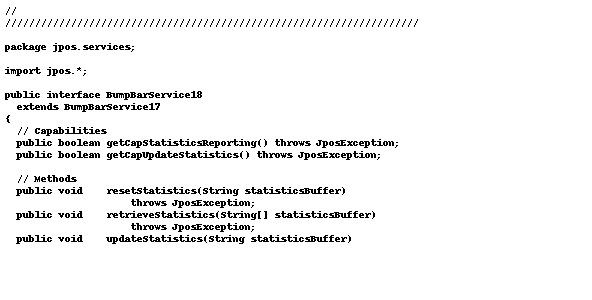 //
/////////////////////////////////////////////////////////////////////
package jpos.services;
import jpos.*;
public interface BumpBarService18
extends BumpBarService17
{
// Capabilities
public boolean getCapStatisticsReporting() throws JposException;
public boolean getCapUpdateStatistics() throws JposException;
// Methods
public void    resetStatistics(String statisticsBuffer)
throws JposException;
public void    retrieveStatistics(String[] statisticsBuffer)
throws JposException;
public void    updateStatistics(String statisticsBuffer)